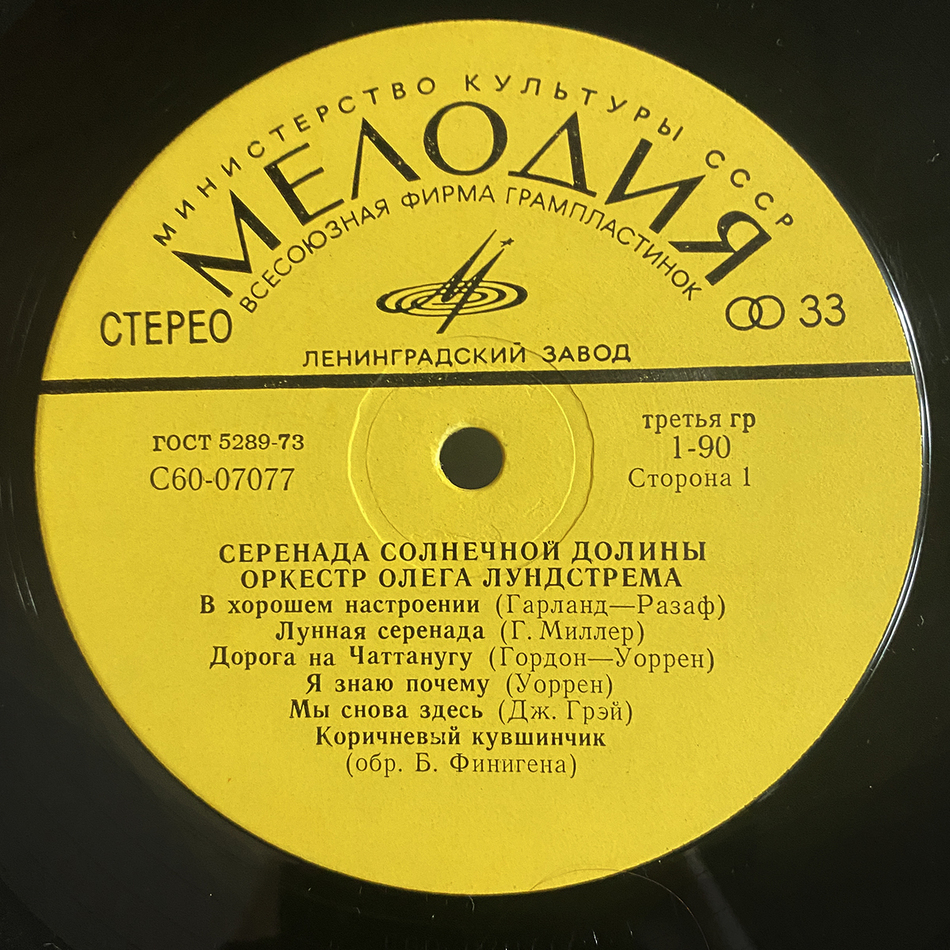 МИНИСТЕРСТВО КУЛЬТУРЫ СССР
МЕЛОДИЯ
ВСЕСОЮЗНАЯ ФИРМА ГРАМПЛАСТИНОК
СТЕРЕО
33
ЛЕНИНГРАДСКИЙ ЗАВОД
ГОСТ 5289-73
С60-07077
третья гр
1-90
Сторона 1
СЕРЕНАДА СОЛНЕЧНОЙ ДОЛИНЫ
ОРКЕСТР ОЛЕГА ЛУНДСТРЕМА
В хорошем настроении (Гарланд—Разаф)
Лунная серенада (Г. Миллер)
Дорога на Чаттанугу (Гордон—Уоррен)
Я знаю почему (Уоррен)
Мы снова здесь (Дж. Грэй)
Коричневый кувшинчик
(обр. Б. Финигена)